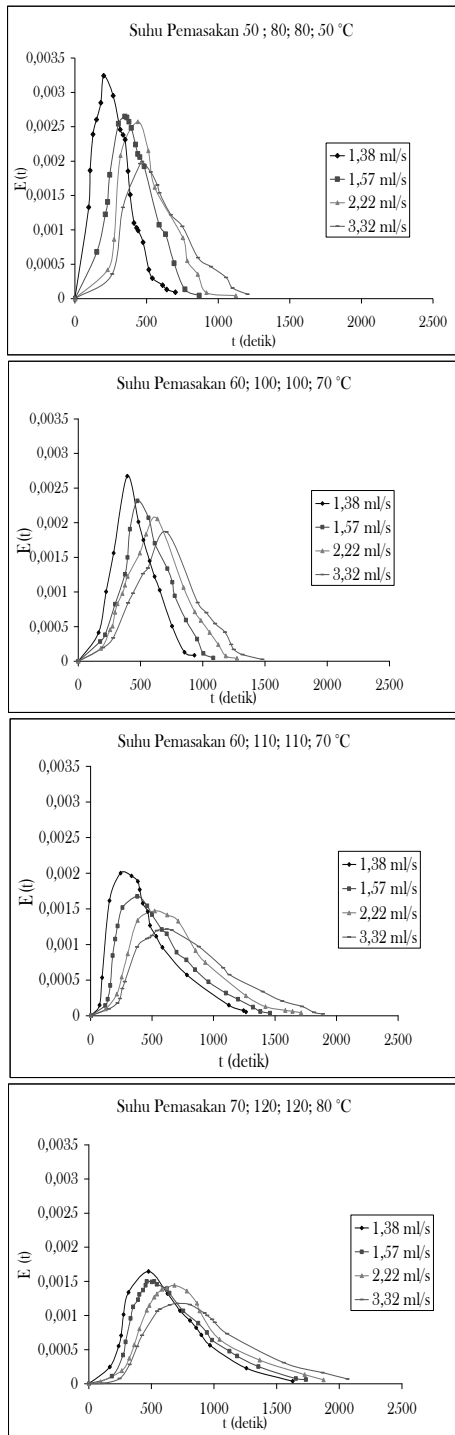 Suhu Pemasakan 50 ; 80; 80; 50 °C
0,0035
0,003
0,0025
0,002
0,0015
0,001
0,0005
0
E (t)
0 500 1000 1500 2000 2500
t (detik)
1,38 ml/s
1,57 ml/s
2,22 ml/s
3,32 ml/s
Suhu Pemasakan 60; 100; 100; 70 °C
0,0035
0,003
0,0025
0,002
0,0015
0,001
0,0005
0
E (t)
0 500 1000 1500 2000 2500
t (detik)
1,38 ml/s
1,57 ml/s
2,22 ml/s
3,32 ml/s
Suhu Pemasakan 60; 110; 110; 70 °C
0,0035
0,003
0,0025
0,002
0,0015
0,001
0,0005
0
E (t)
0 500 1000 1500 2000 2500
t (detik)
1,38 ml/s
1,57 ml/s
2,22 ml/s
3,32 ml/s
Suhu Pemasakan 70; 120; 120; 80 °C
0,0035
0,003
0,0025
0,002
0,0015
0,001
0,0005
0
E (t)
0 500 1000 1500 2000 2500
t (detik)
1,38 ml/s
1,57 ml/s
2,22 ml/s
3,32 ml/s